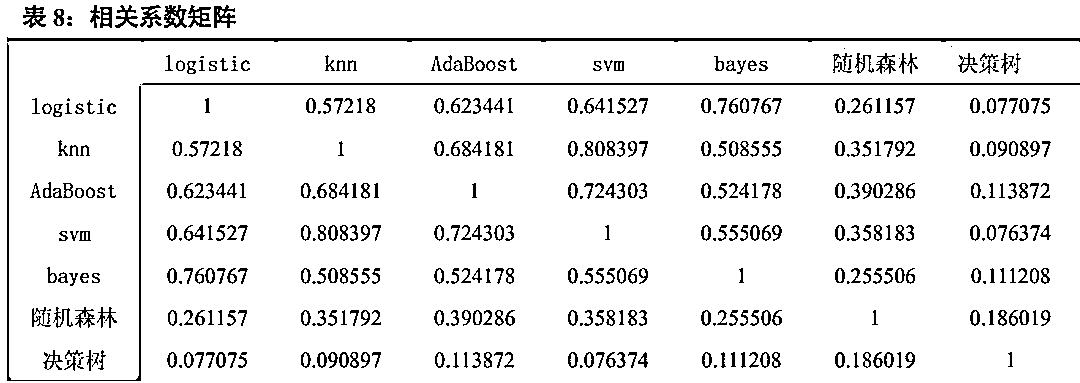 表 8：相关系数矩阵
logistic knn AdaBoost svm bayes 随机森林 决策树
logistic 1 0.57218 0.623441 0.641527 0.760767 0.261157 0.077075
knn 0.57218 1 0.684181 0.808397 0.508555 0.351792 0.090897
AdaBoost 0.623441 0.684181 1 0.724303 0.524178 0.390286 0.113872
svm 0.641527 0.808397 0.724303 1 0.555069 0.358183 0.076374
bayes 0.760767 0.508555 0.524178 0.555069 1 0.255506 0.111208
随机森林 0.261157 0.351792 0.390286 0.358183 0.255506 1 0.186019
决策树 0.077075 0.090897 0.113872 0.076374 0.111208 0.186019 1